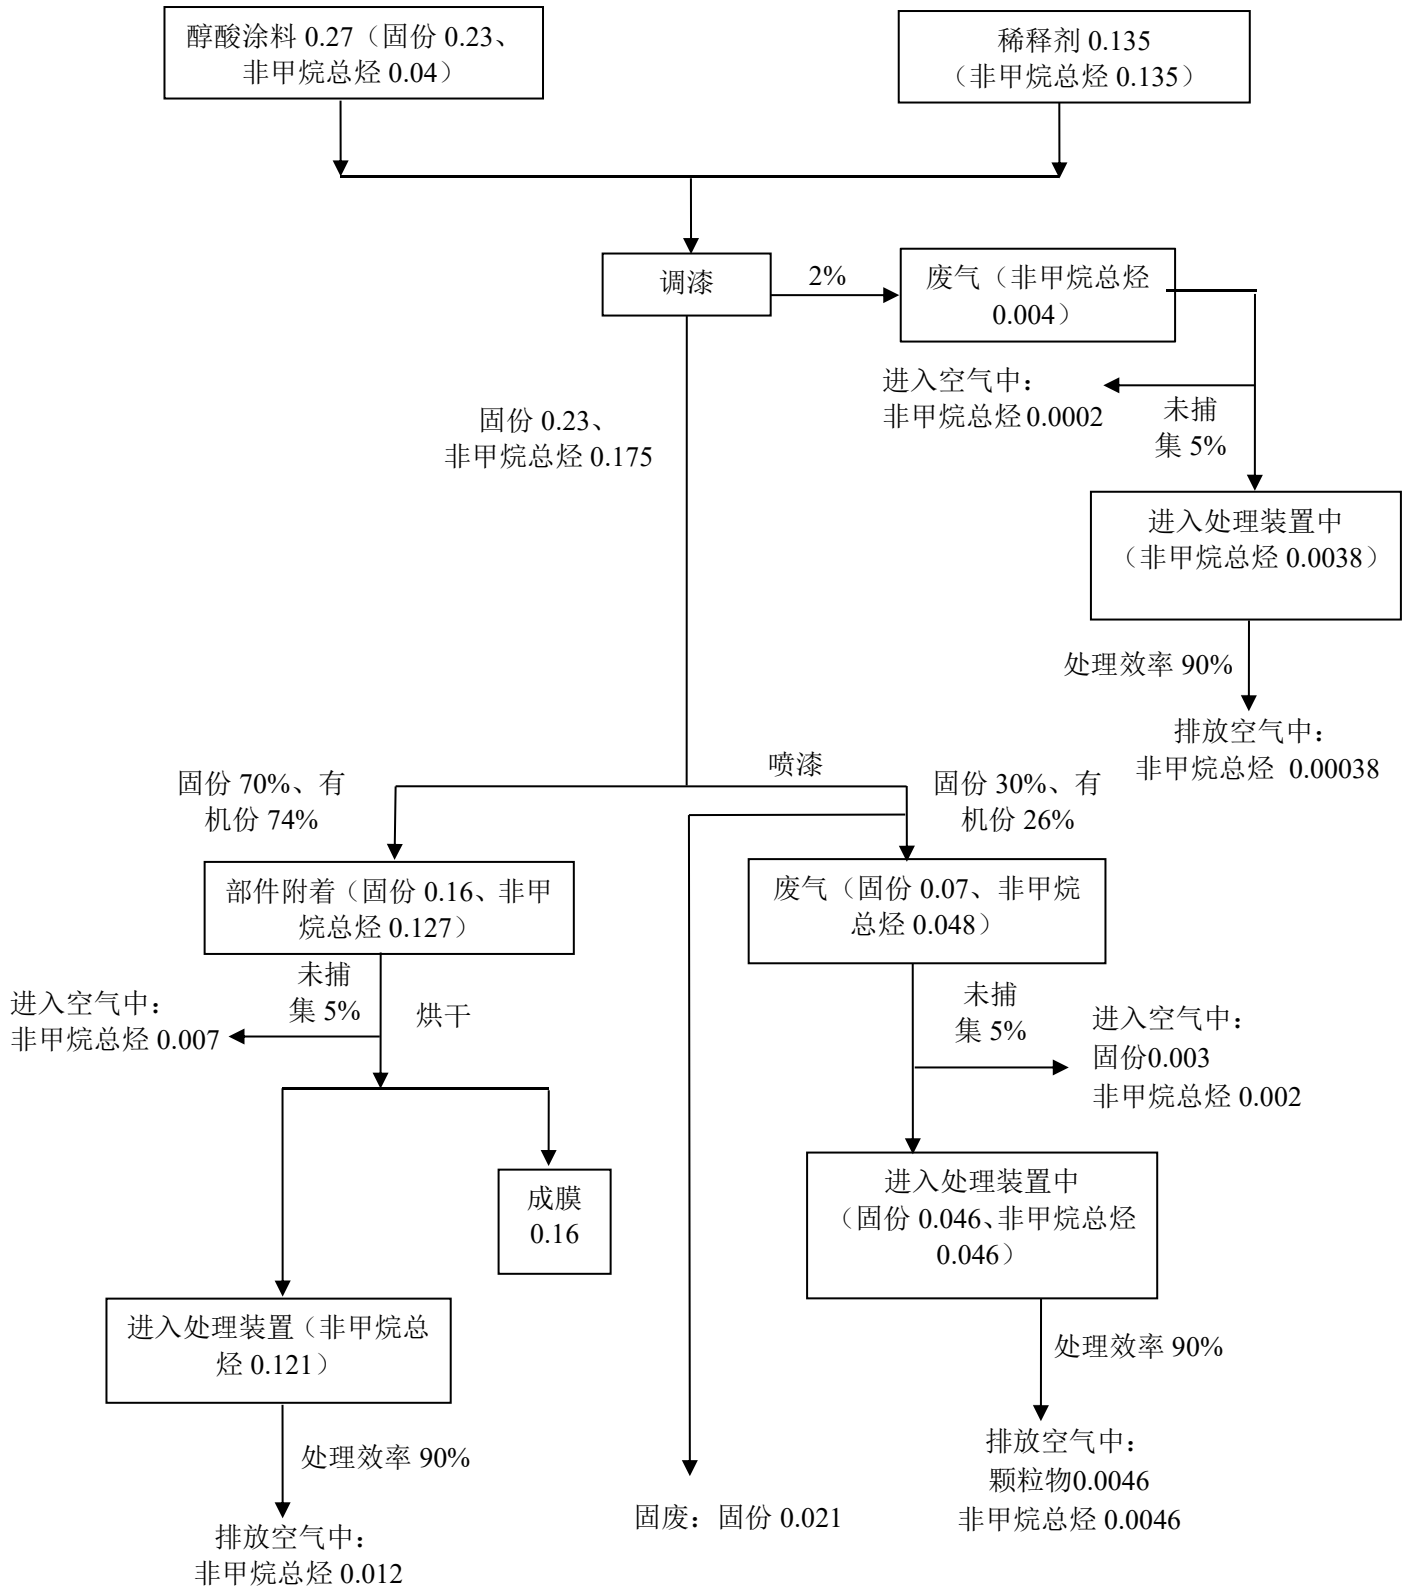 醇酸涂料 0.27（固份 0.23、
非甲烷总烃 0.04）
稀释剂 0.135
（非甲烷总烃 0.135）
调漆
2%
废气（非甲烷总烃
0.004）
进入空气中：
非甲烷总烃 0.0002
未捕
集 5%
固份 0.23、
非甲烷总烃 0.175
进入处理装置中
（非甲烷总烃 0.0038）
处理效率 90%
排放空气中：
非甲烷总烃 0.00038
喷漆
固份 70%、有
机份 74%
固份 30%、有
机份 26%
部件附着（固份 0.16、非甲
烷总烃 0.127）
废气（固份 0.07、非甲烷
总烃 0.048）
未捕
集 5%
烘干
进入空气中：
非甲烷总烃 0.007
未捕
集 5%
进入空气中：
固份0.003
非甲烷总烃 0.002
成膜
0.16
进入处理装置中
（固份 0.046、非甲烷总烃
0.046）
进入处理装置（非甲烷总
烃 0.121）
处理效率 90%
处理效率 90%
排放空气中：
颗粒物0.0046
非甲烷总烃 0.0046
固废：固份 0.021
排放空气中：
非甲烷总烃 0.012